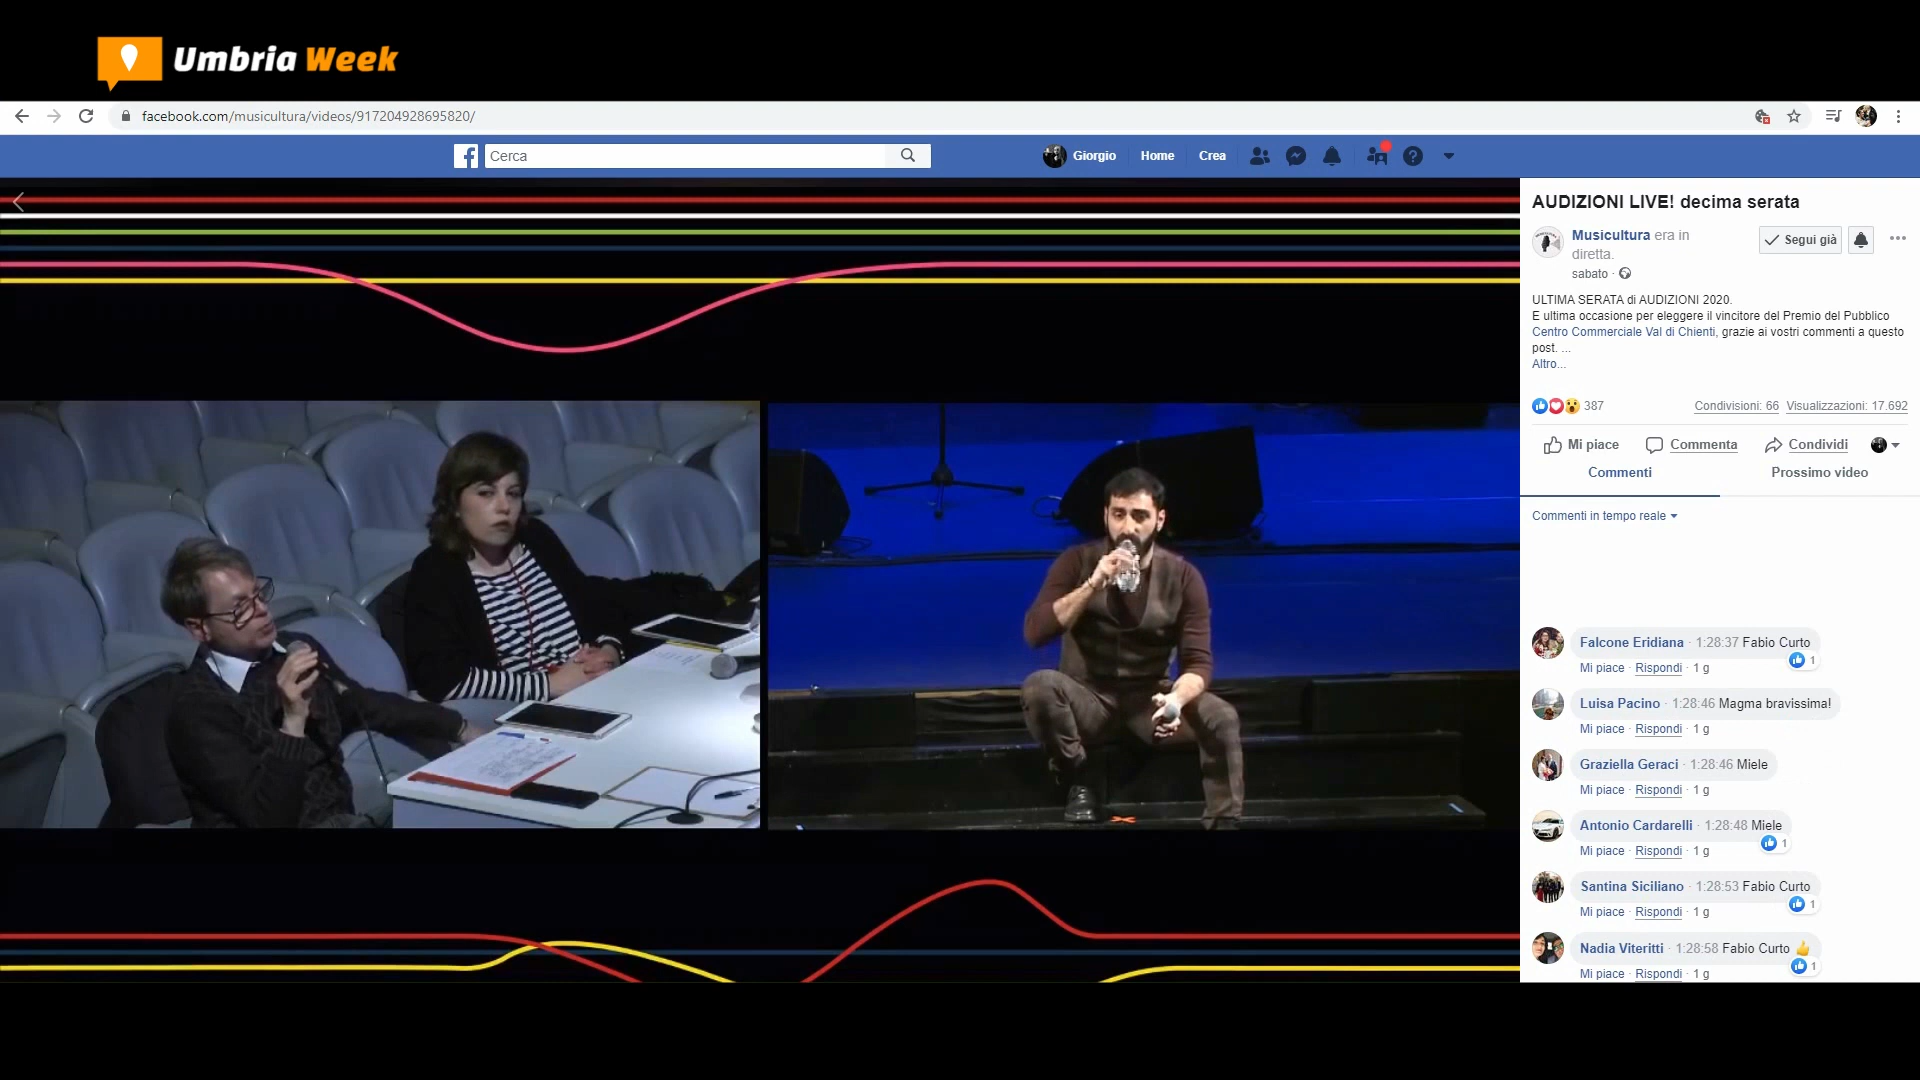 Umbria Week
facebook.com/musicultura/videos/917204928695820/
Cerca
Giorgio
Home
Crea
AUDIZIONI LIVE! decima serata
Musicultura era in
diretta.
Segui già
sabato ·
ULTIMA SERATA di AUDIZIONI 2020.
E ultima occasione per eleggere il vincitore del Premio del Pubblico
Centro Commerciale Val di Chienti, grazie ai vostri commenti a questo
post. ...
Altro...
387
Condivisioni: 66 Visualizzazioni: 17.692
Mi piace
Commenta
Condividi
Commenti
Prossimo video
Commenti in tempo reale
Falcone Eridiana · 1:28:37 Fabio Curto
1
Mi piace · Rispondi · 1 g
Luisa Pacino · 1:28:46 Magma bravissima!
Mi piace · Rispondi · 1 g
Graziella Geraci · 1:28:46 Miele
Mi piace · Rispondi · 1 g
Antonio Cardarelli · 1:28:48 Miele
1
Mi piace · Rispondi · 1 g
Santina Siciliano · 1:28:53 Fabio Curto
1
Mi piace · Rispondi · 1 g
Nadia Viteritti · 1:28:58 Fabio Curto 👍
1
Mi piace · Rispondi · 1 g